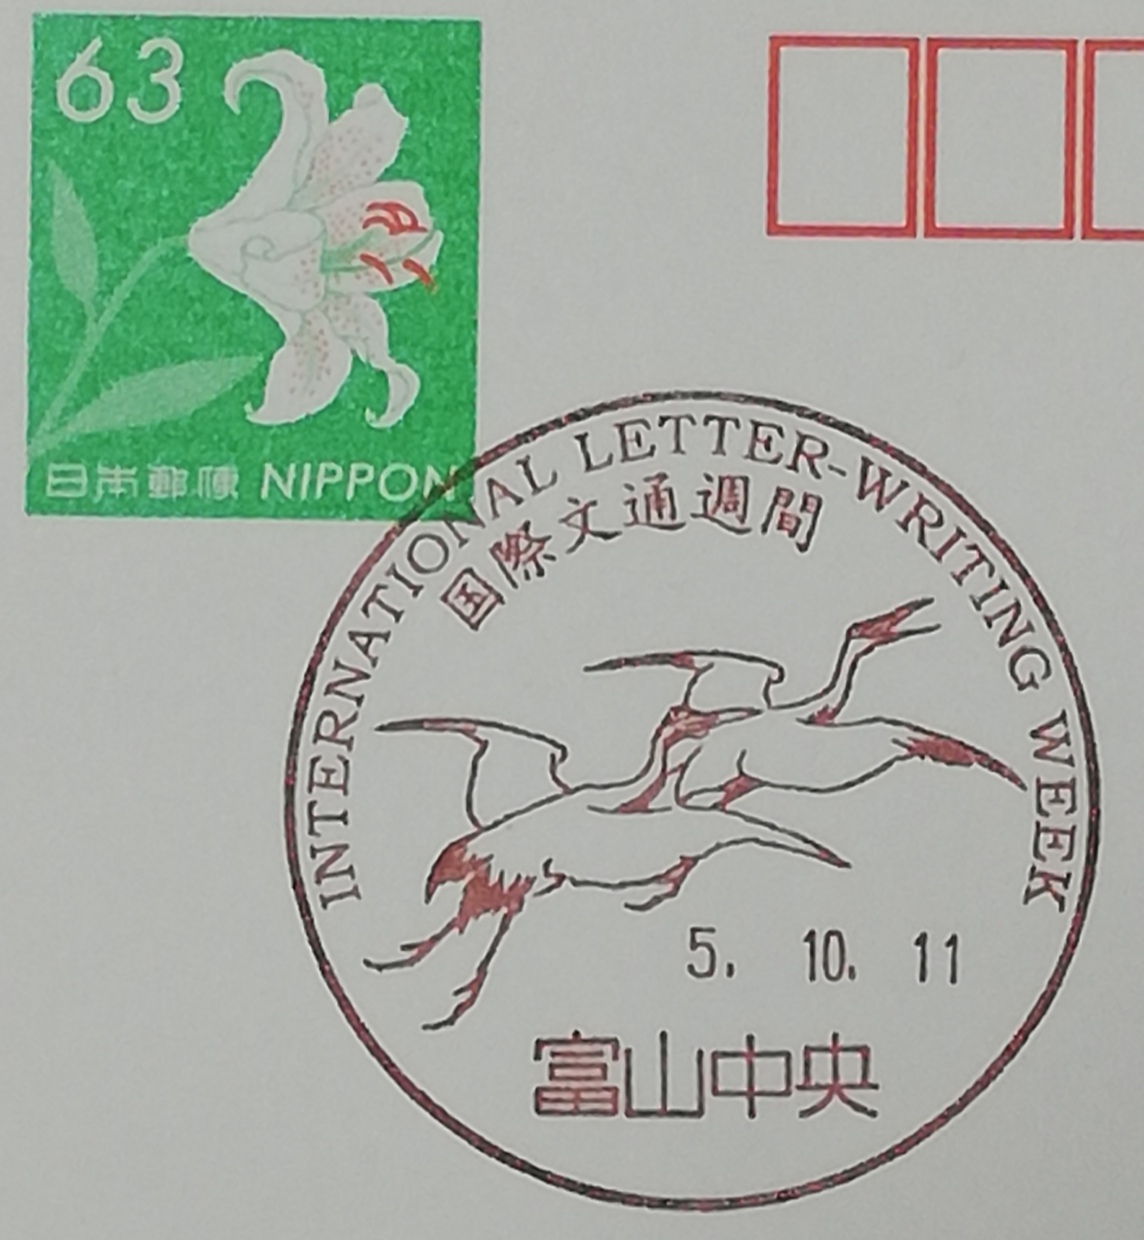 63
日本郵便 NIPPON
INTERNATIONAL LETTER-WRITING WEEK
国際文通週間
5. 10. 11
富山中央